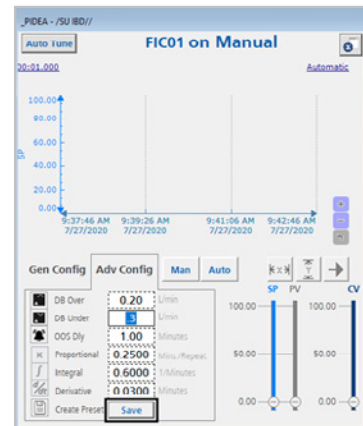 _PIDEA - /SU IBD//
Auto Tune FIC01 on Manual
00:01.000 Automatic
100.00
80.00
60.00
SP
40.00
20.00
0.00
9:37:46 AM 9:39:26 AM 9:41:06 AM 9:42:46 AM
7/27/2020 7/27/2020 7/27/2020 7/27/2020
Gen Config Adv Config Man Auto
SP PV CV
DB Over 0.20 L/min
DB Under 3 L/min
OOS Dly 1.00 Minutes
K Proportional 0.2500 Mins./Repeat
∫ Integral 0.6000 1/Minutes
d/dt Derivative 0.0300 Minutes
Create Preset Save
100.00 100.00
50.00 50.00
0.00 0.00